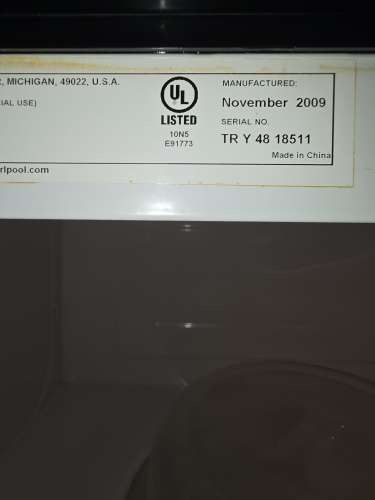 , MICHIGAN, 49022, U.S.A.
IAL USE)
UL
LISTED
10N5
E91773
MANUFACTURED:
November 2009
SERIAL NO.
TR Y 48 18511
Made in China
rlpool.com